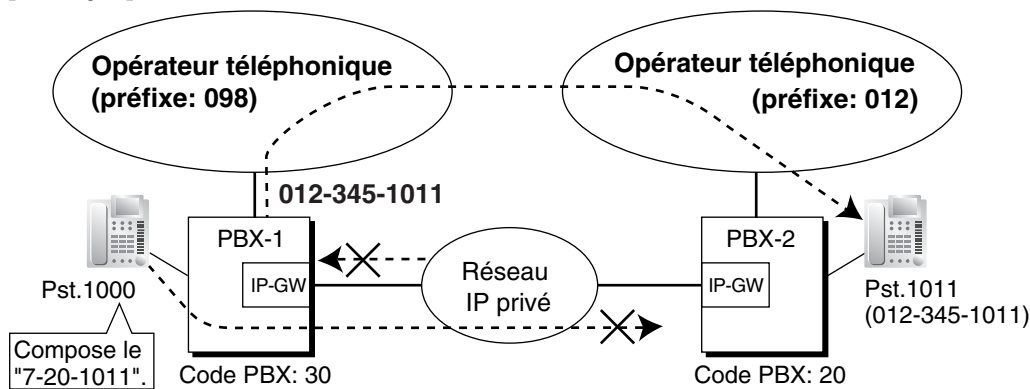 Opérateur téléphonique
(préfixe: 098)
Opérateur téléphonique
(préfixe: 012)
012-345-1011
PBX-1
IP-GW
Réseau
IP privé
PBX-2
IP-GW
Pst.1000
Pst.1011
(012-345-1011)
Compose le
"7-20-1011".
Code PBX: 30
Code PBX: 20